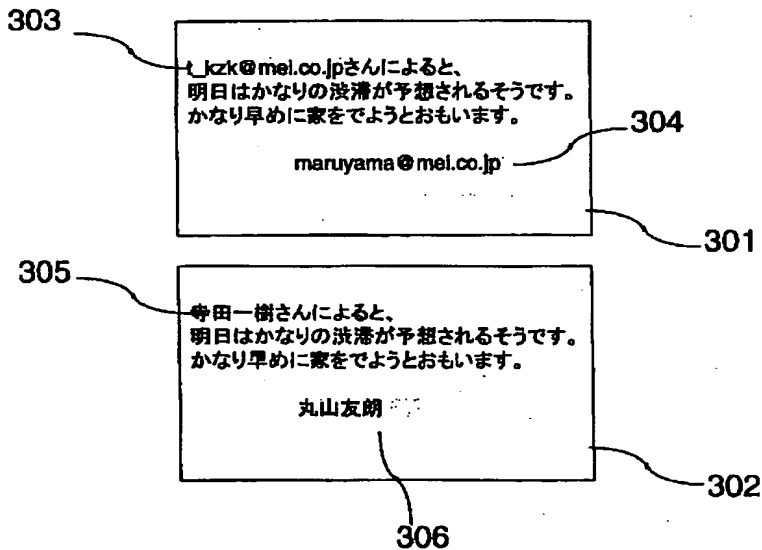 303
t_kzk@mei.co.jpさんによると、
明日はかなりの渋滞が予想されるそうです。
かなり早めに家をでようとおもいます。
304
maruyama@mei.co.jp
301
305
寺田一樹さんによると、
明日はかなりの渋滞が予想されるそうです。
かなり早めに家をでようとおもいます。
丸山友朗
302
306